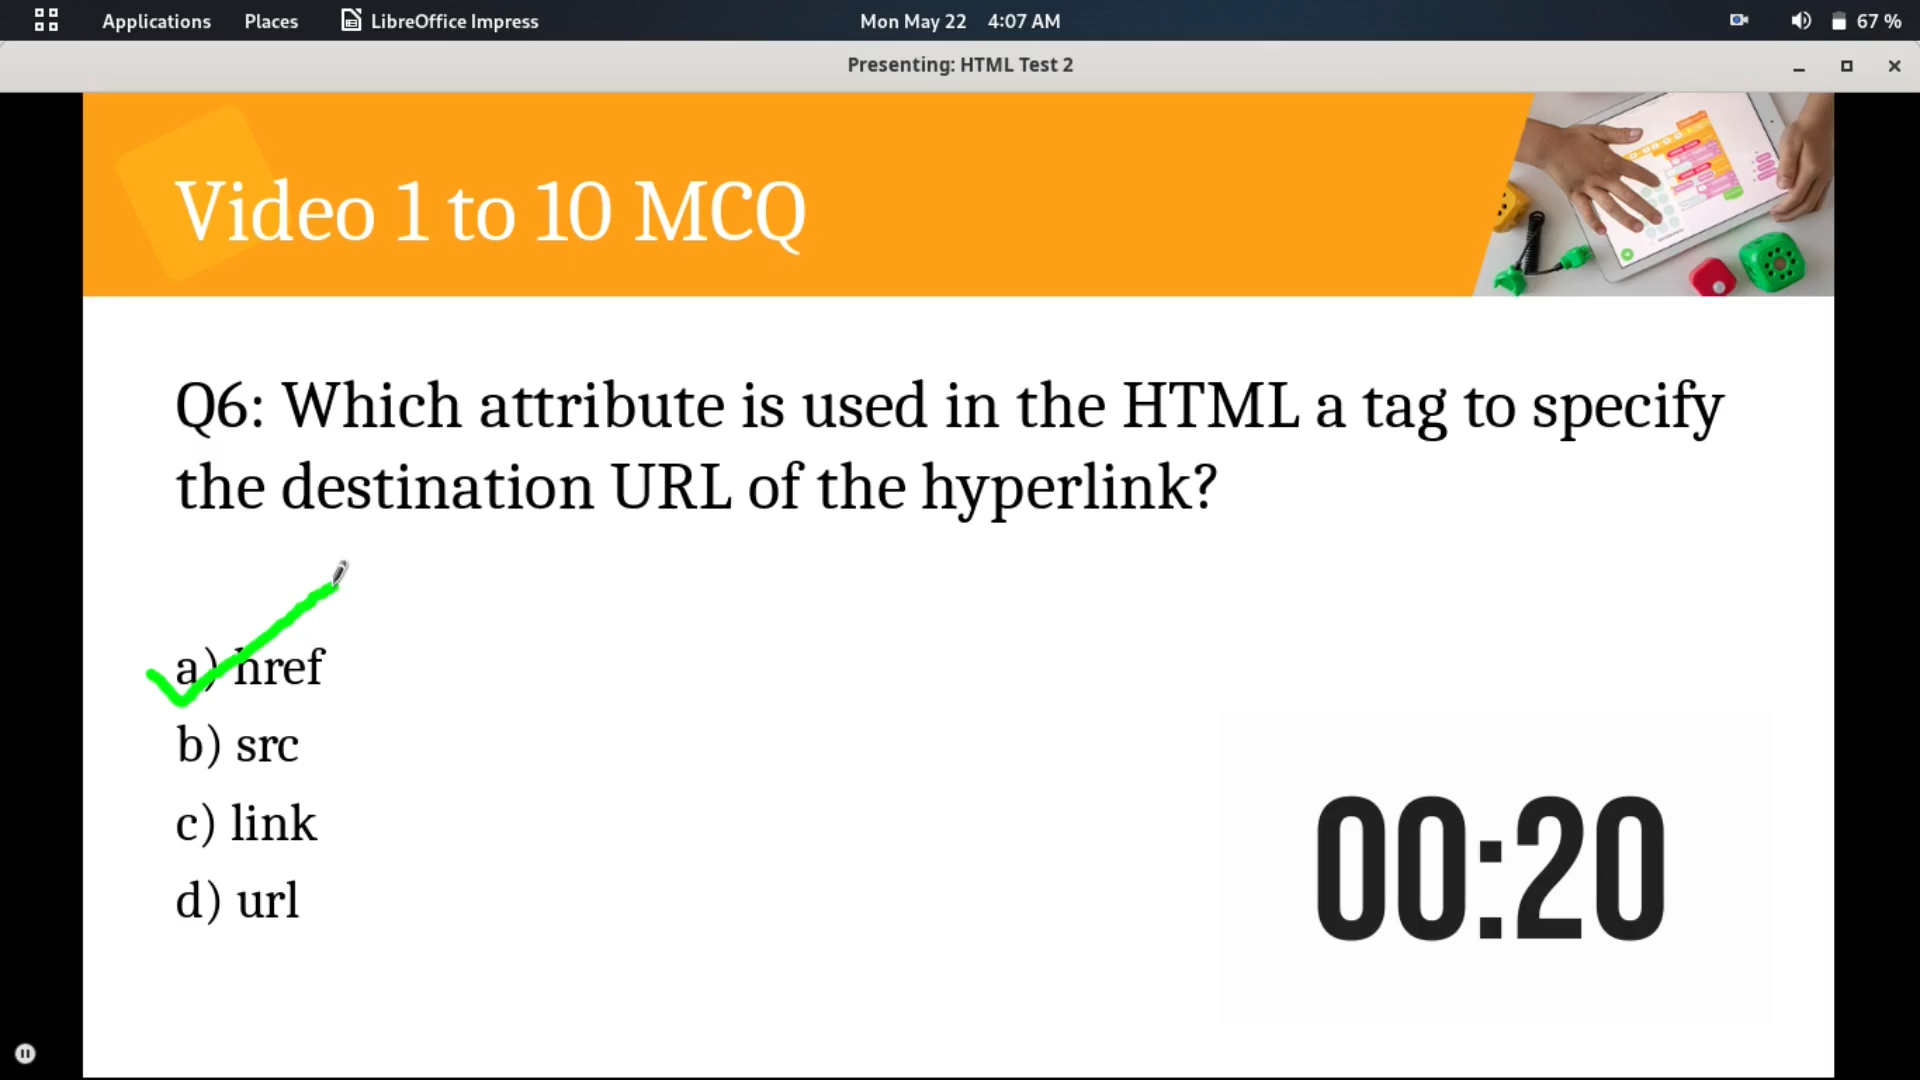 Applications Places LibreOffice Impress Mon May 22 4:07 AM 67 %
Presenting: HTML Test 2
Video 1 to 10 MCQ
Q6: Which attribute is used in the HTML a tag to specify
the destination URL of the hyperlink?
a) href
b) src
c) link
d) url
00:20